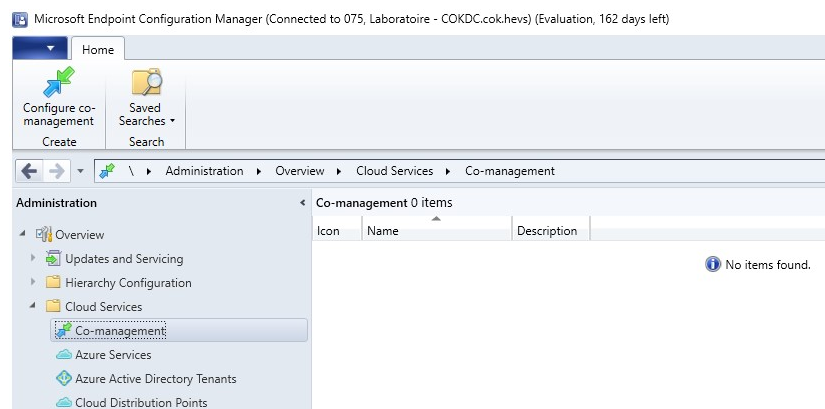 Microsoft Endpoint Configuration Manager (Connected to 075, Laboratoire - COKDC.cok.hevs) (Evaluation, 162 days left)
Home
Configure co-
management
Saved
Searches
Create
Search
\ Administration Overview Cloud Services Co-management
Administration
Co-management 0 items
Icon Name Description
No items found.
Overview
Updates and Servicing
Hierarchy Configuration
Cloud Services
Co-management
Azure Services
Azure Active Directory Tenants
Cloud Distribution Points